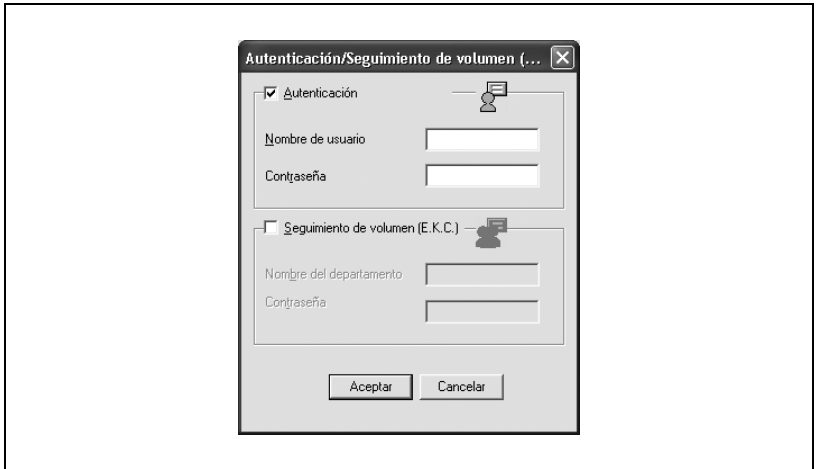 Autenticación/Seguimiento de volumen (...
Autenticación
Nombre de usuario
Contraseña
Seguimiento de volumen (E.K.C.)
Nombre del departamento
Contraseña
Aceptar Cancelar